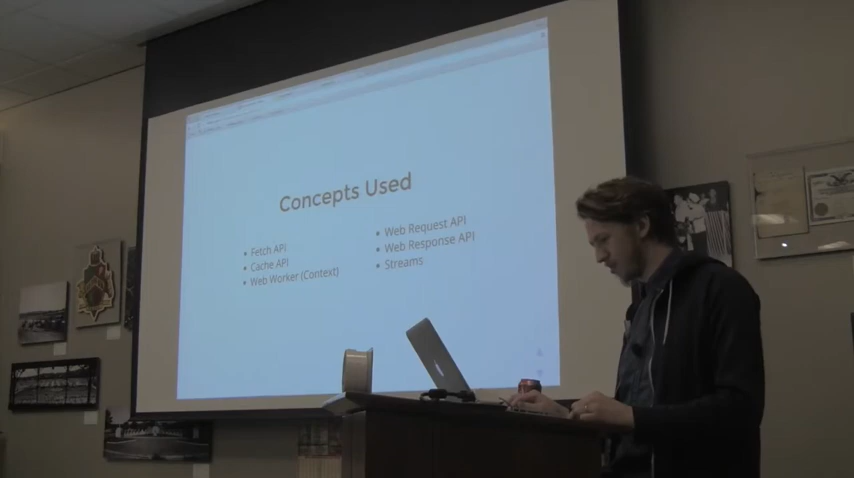 Concepts Used
• Fetch API
• Cache API
• Web Worker (Context)
• Web Request API
• Web Response API
• Streams